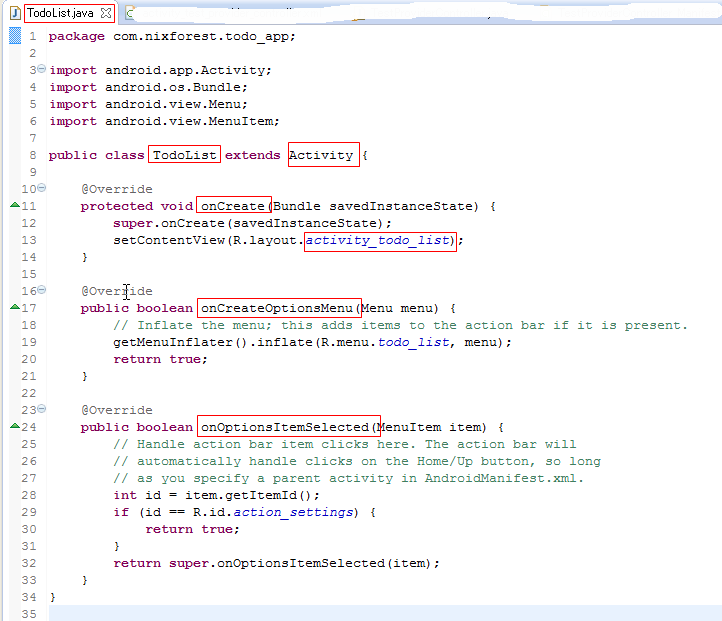 TodoList.java
1 package com.nixforest.todo_app;
2
3 import android.app.Activity;
4 import android.os.Bundle;
5 import android.view.Menu;
6 import android.view.MenuItem;
7
8 public class TodoList extends Activity {
9
10     @Override
11     protected void onCreate(Bundle savedInstanceState) {
12         super.onCreate(savedInstanceState);
13         setContentView(R.layout.activity_todo_list);
14     }
15
16     @Override
17     public boolean onCreateOptionsMenu(Menu menu) {
18         // Inflate the menu; this adds items to the action bar if it is present.
19         getMenuInflater().inflate(R.menu.todo_list, menu);
20         return true;
21     }
22
23     @Override
24     public boolean onOptionsItemSelected(MenuItem item) {
25         // Handle action bar item clicks here. The action bar will
26         // automatically handle clicks on the Home/Up button, so long
27         // as you specify a parent activity in AndroidManifest.xml.
28         int id = item.getItemId();
29         if (id == R.id.action_settings) {
30             return true;
31         }
32         return super.onOptionsItemSelected(item);
33     }
34 }
35